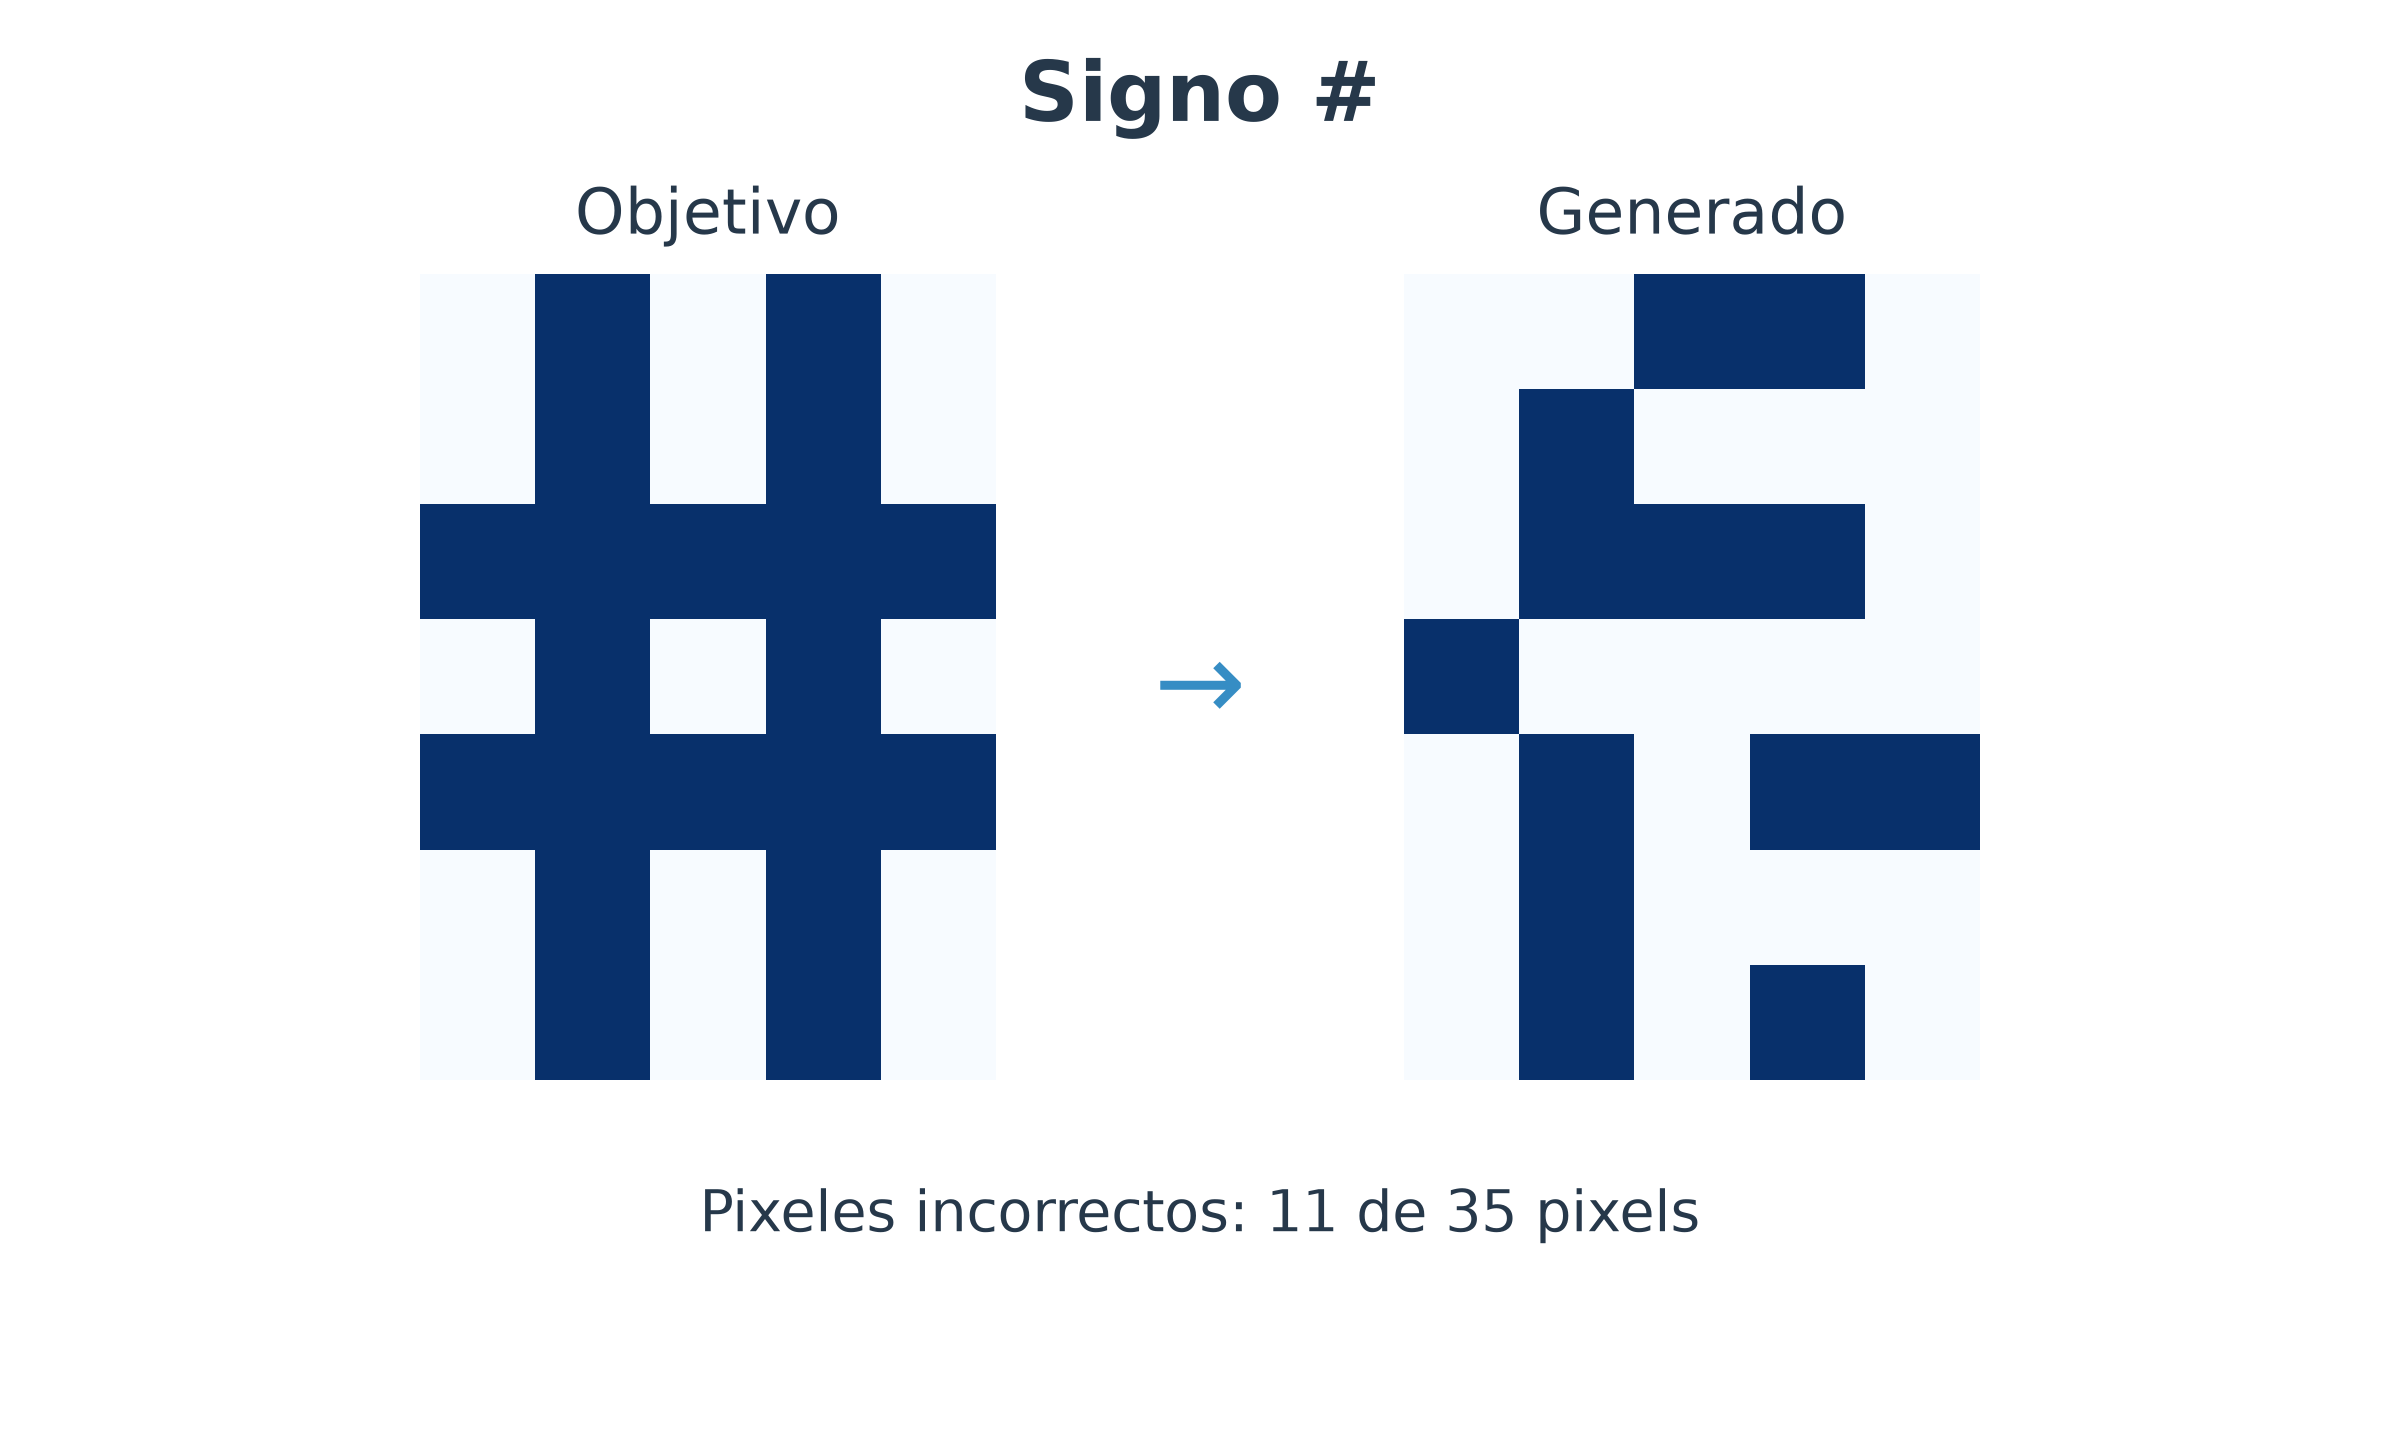 Signo #
Objetivo
Generado
→
Pixeles incorrectos: 11 de 35 pixels